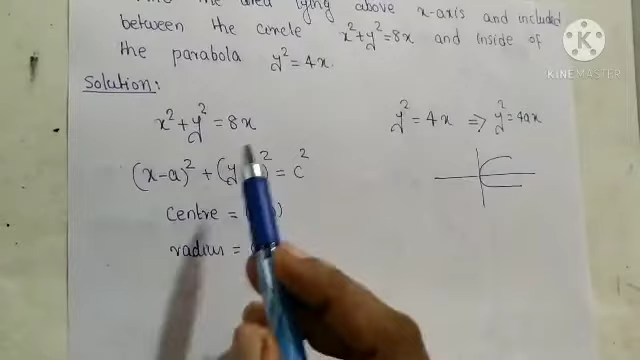 the area lying above x-axis and included
between the circle x²+y²=8x and inside of
the parabola y²=4x.
Solution:
x²+y²=8x
y²=4x ⇒ y²=4ax
(x-a)²+(y )²=c²
centre = ( )
radius =
KINEMASTER